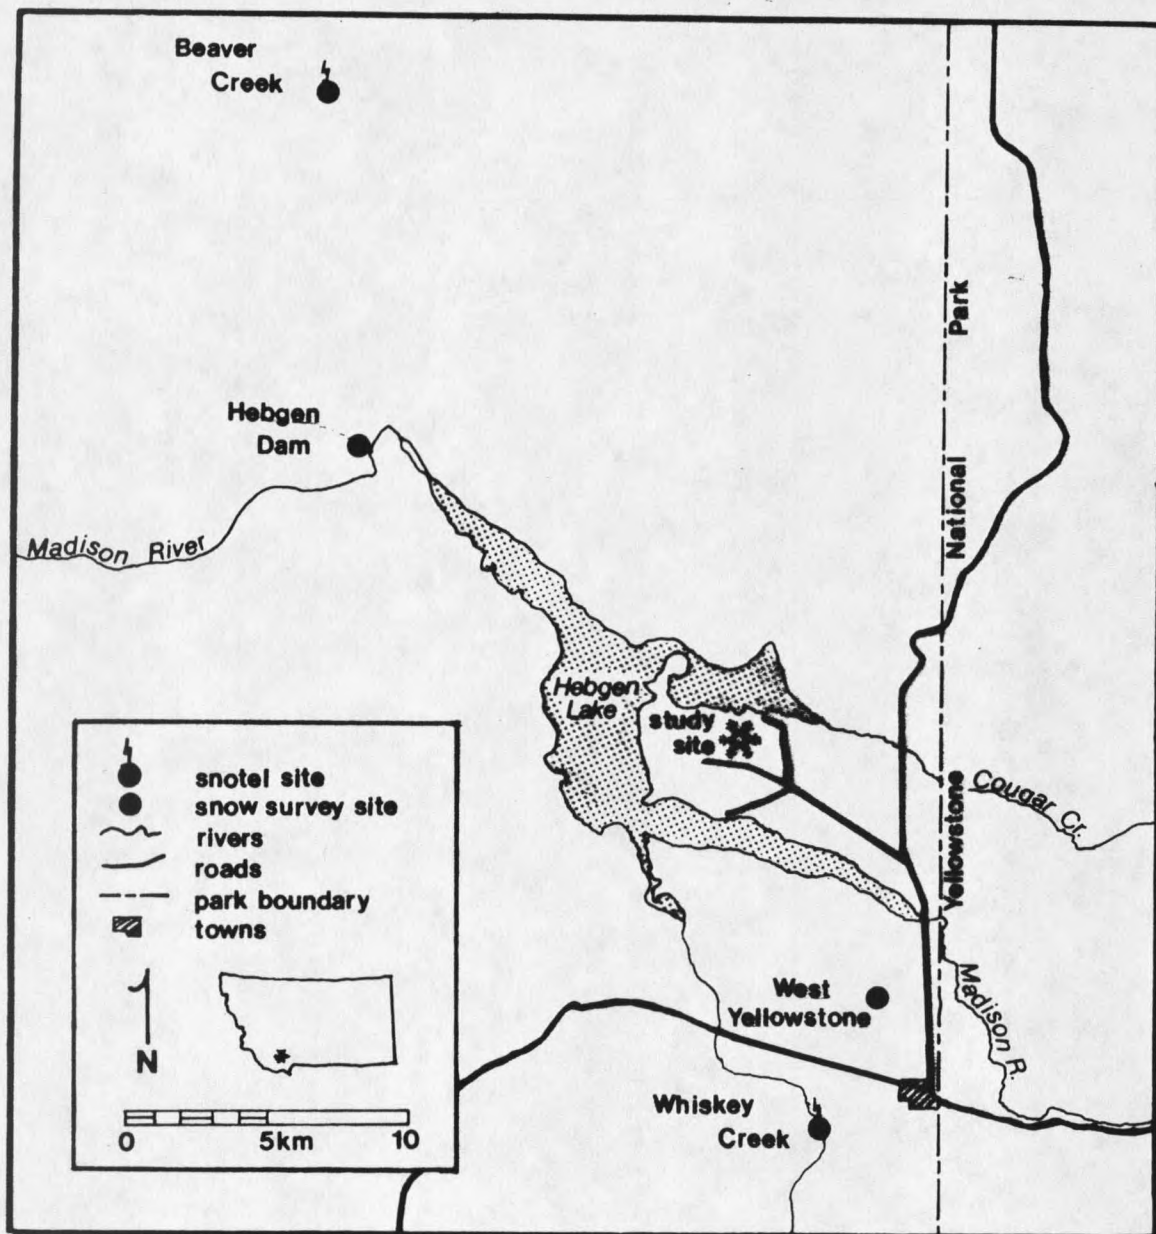 Beaver
Creek
Hebgen
Dam
Madison River
Park
National
Yellowstone
Hebgen
Lake
study
site
Cougar Cr.
Madison R.
West
Yellowstone
Whiskey
Creek
snotel site
snow survey site
rivers
roads
park boundary
towns
N
0 5km 10